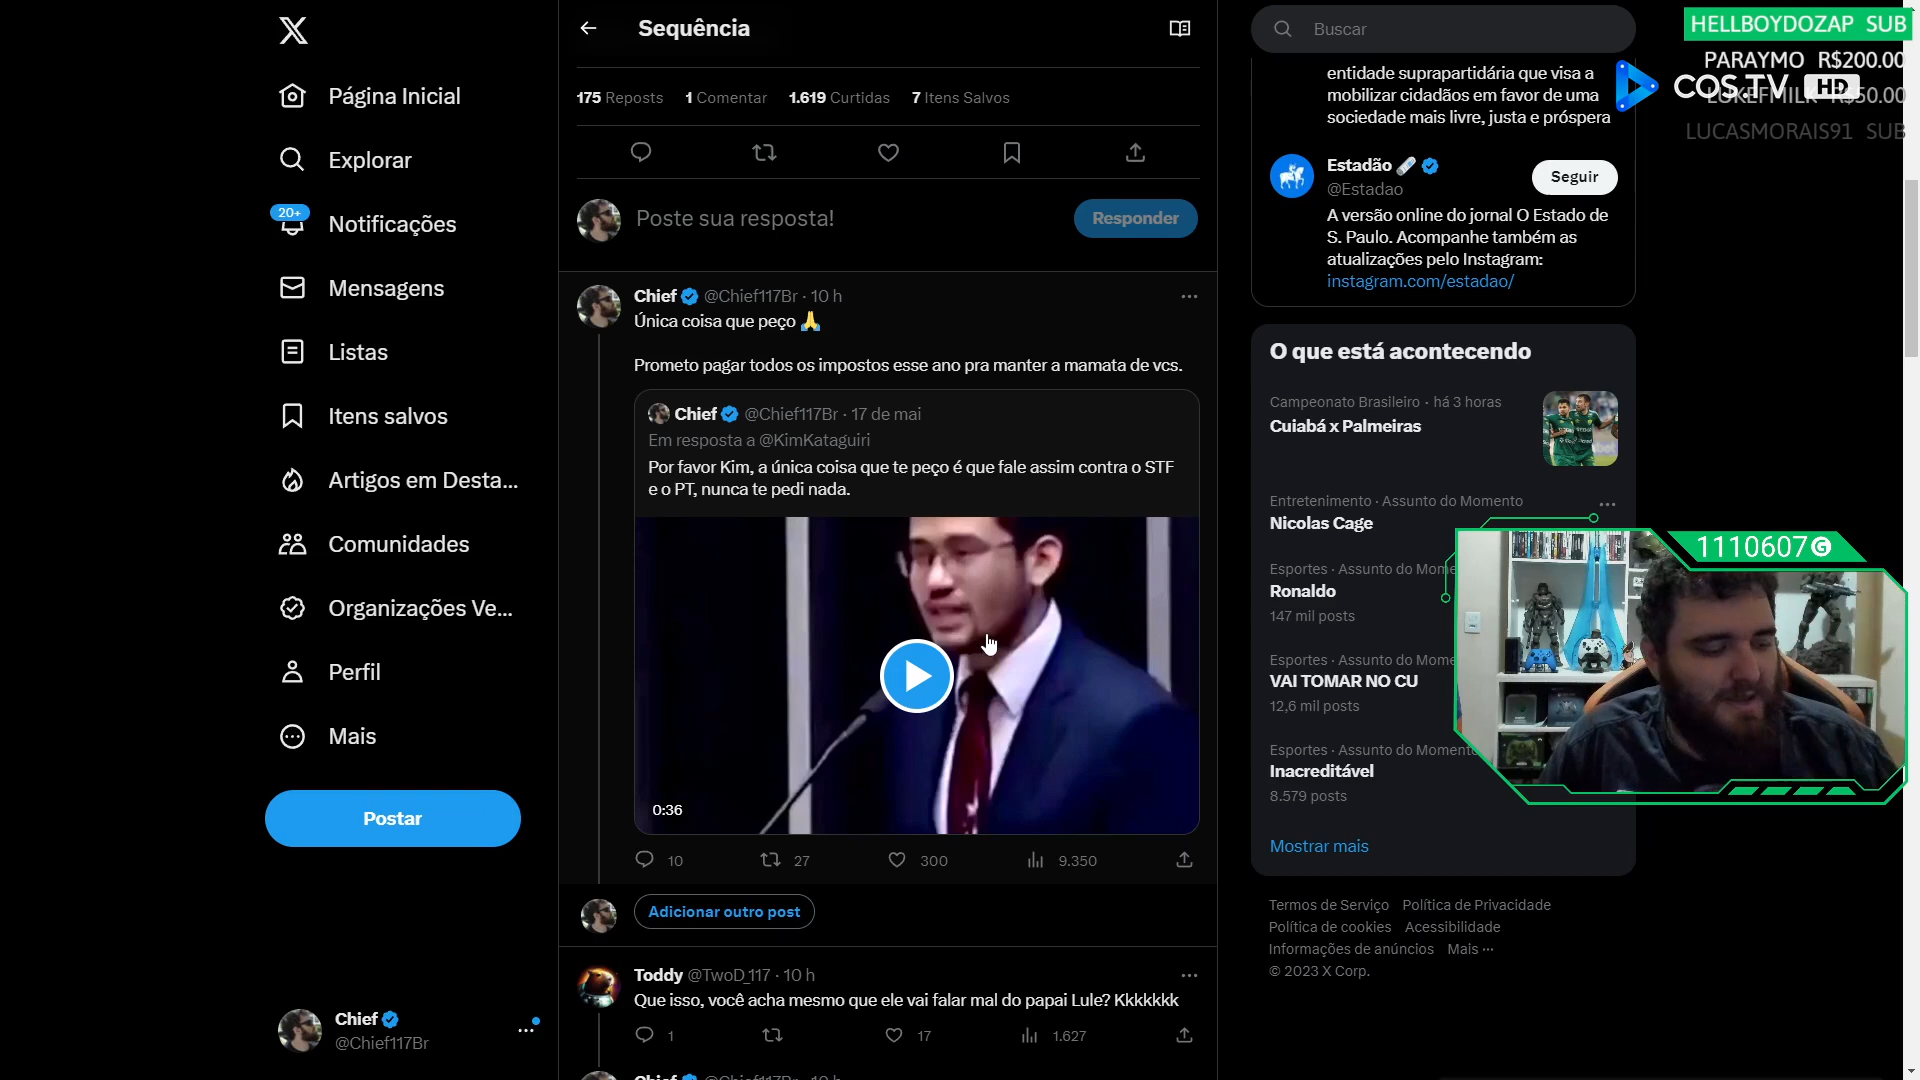 Página Inicial
Explorar
20+
Notificações
Mensagens
Listas
Itens salvos
Artigos em Desta...
Comunidades
Organizações Ve...
Perfil
Mais
Postar
Chief
@Chief117Br
Sequência
175 Reposts 1 Comentar 1.619 Curtidas 7 Itens Salvos
Poste sua resposta!
Responder
Chief @Chief117Br · 10 h
Única coisa que peço 🙏
Prometo pagar todos os impostos esse ano pra manter a mamata de vcs.
Chief @Chief117Br · 17 de mai
Em resposta a @KimKataguiri
Por favor Kim, a única coisa que te peço é que fale assim contra o STF
e o PT, nunca te pedi nada.
0:36
10 27 300 9.350
Adicionar outro post
Toddy @TwoD_117 · 10 h
Que isso, você acha mesmo que ele vai falar mal do papai Lule? Kkkkkkk
1 17 1.627
Chief @Chief117Br · 10 h
Buscar
entidade suprapartidária que visa a
mobilizar cidadãos em favor de uma
sociedade mais livre, justa e próspera
Estadão
@Estadao
Seguir
A versão online do jornal O Estado de
S. Paulo. Acompanhe também as
atualizações pelo Instagram:
instagram.com/estadao/
O que está acontecendo
Campeonato Brasileiro · há 3 horas
Cuiabá x Palmeiras
Entretenimento · Assunto do Momento
Nicolas Cage
Esportes · Assunto do Mome
Ronaldo
147 mil posts
Esportes · Assunto do Mome
VAI TOMAR NO CU
12,6 mil posts
Esportes · Assunto do Momento
Inacreditável
8.579 posts
Mostrar mais
Termos de Serviço Política de Privacidade
Política de cookies Acessibilidade
Informações de anúncios Mais ···
© 2023 X Corp.
HELLBOYDOZAP SUB
PARAYMO R$200.00
COS.TV HD
LUKEFMILK R$50.00
LUCASMORAIS91 SUB
1110607 G